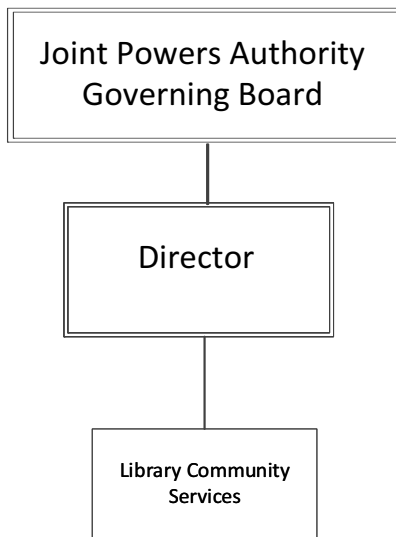 Joint Powers Authority
Governing Board
Director
Library Community
Services